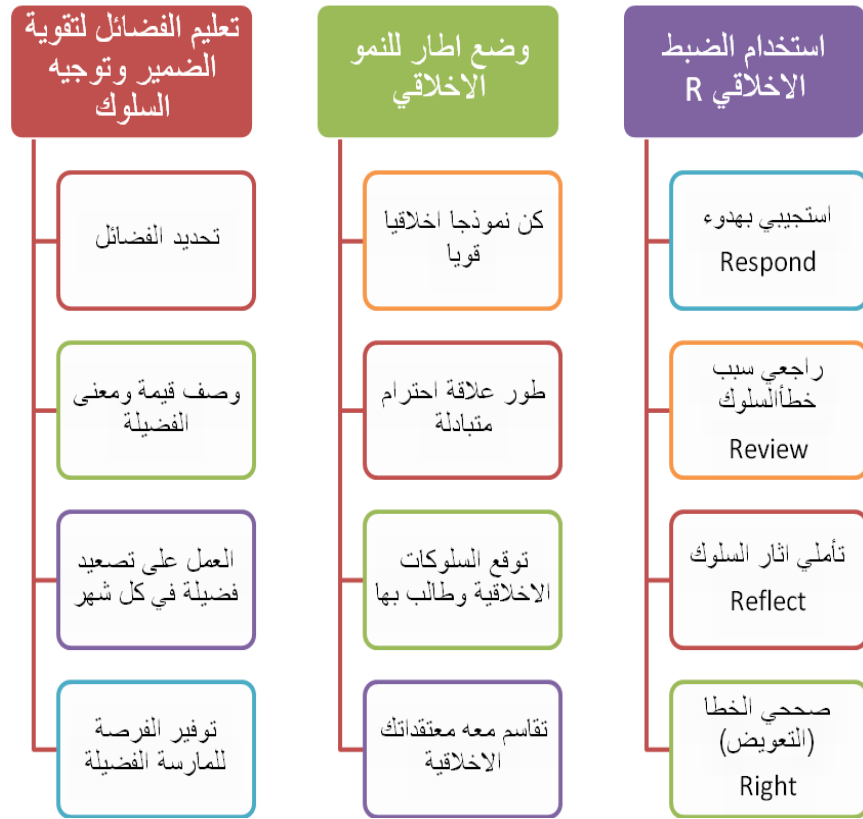 استخدام الضبط
الاخلاقي R
استجيبي بهدوء
Respond
راجعي سبب
خطأالسلوك
Review
تأملي اثار السلوك
Reflect
صححي الخطا
(التعويض)
Right
وضع اطار للنمو
الاخلاقي
كن نموذجا اخلاقيا
قويا
طور علاقة احترام
متبادلة
توقع السلوكات
الاخلاقية وطالب بها
تقاسم معه معتقداتك
الاخلاقية
تعليم الفضائل لتقوية
الضمير وتوجيه
السلوك
تحديد الفضائل
وصف قيمة ومعنى
الفضيلة
العمل على تصعيد
فضيلة في كل شهر
توفير الفرصة
للمارسة الفضيلة